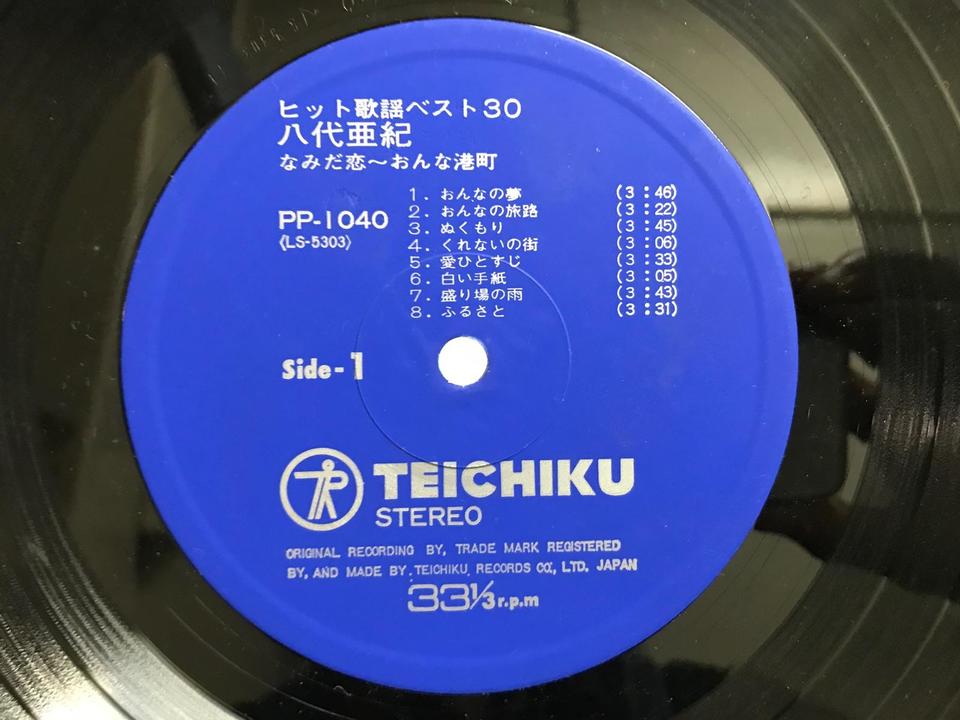 ヒット歌謡ベスト30
八代亜紀
なみだ恋～おんな港町
PP-1040
《LS-5303》
1. おんなの夢 (3:46)
2. おんなの旅路 (3:22)
3. ぬくもり (3:45)
4. くれないの街 (3:06)
5. 愛ひとすじ (3:33)
6. 白い手紙 (3:05)
7. 盛り場の雨 (3:43)
8. ふるさと (3:31)
Side-1
TEICHIKU
STEREO
ORIGINAL RECORDING BY, TRADE MARK REGISTERED
BY, AND MADE BY, TEICHIKU RECORDS CO., LTD. JAPAN
33⅓ r.p.m